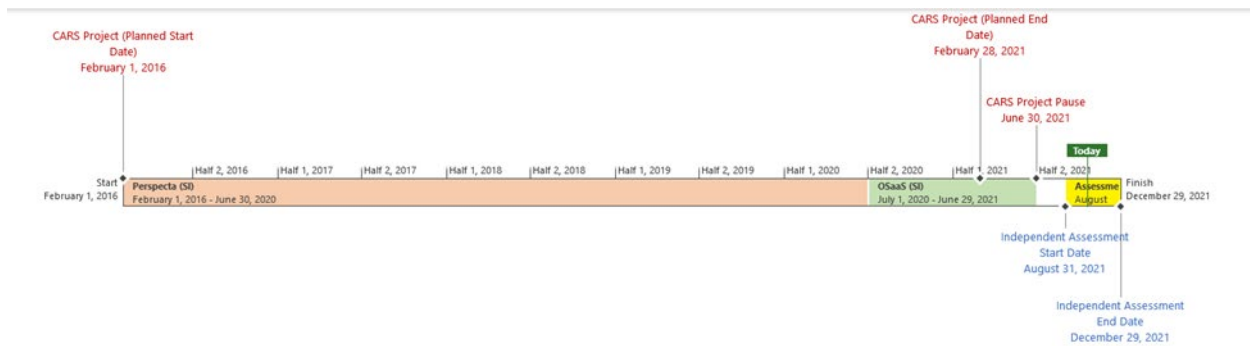 CARS Project (Planned Start
Date)
February 1, 2016
CARS Project (Planned End
Date)
February 28, 2021
CARS Project Pause
June 30, 2021
Today
Half 2, 2016
Half 1, 2017
Half 2, 2017
Half 1, 2018
Half 2, 2018
Half 1, 2019
Half 2, 2019
Half 1, 2020
Half 2, 2020
Half 1, 2021
Half 2, 2021
Start
February 1, 2016
Perspecta (SI)
February 1, 2016 - June 30, 2020
OSaaS (SI)
July 1, 2020 - June 29, 2021
Assessme
August
Finish
December 29, 2021
Independent Assessment
Start Date
August 31, 2021
Independent Assessment
End Date
December 29, 2021